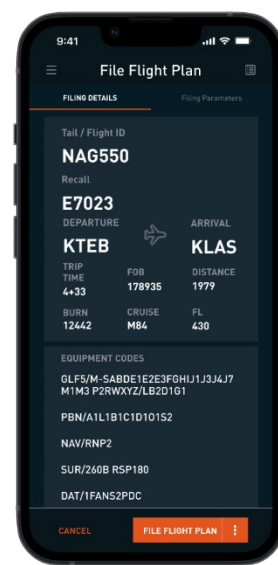 9:41
File Flight Plan
FILING DETAILS Filing Parameters
Tail / Flight ID
NAG550
Recall
E7023
DEPARTURE ARRIVAL
KTEB KLAS
TRIP
TIME FOB DISTANCE
4+33 178935 1979
BURN CRUISE FL
12442 M84 430
EQUIPMENT CODES
GLF5/M-SABDE1E2E3FGHIJ1J3J4J7
M1M3 P2RWXYZ/LB2D1G1
PBN/A1L1B1C1D1O1S2
NAV/RNP2
SUR/260B RSP180
DAT/1FANS2PDC
CANCEL FILE FLIGHT PLAN